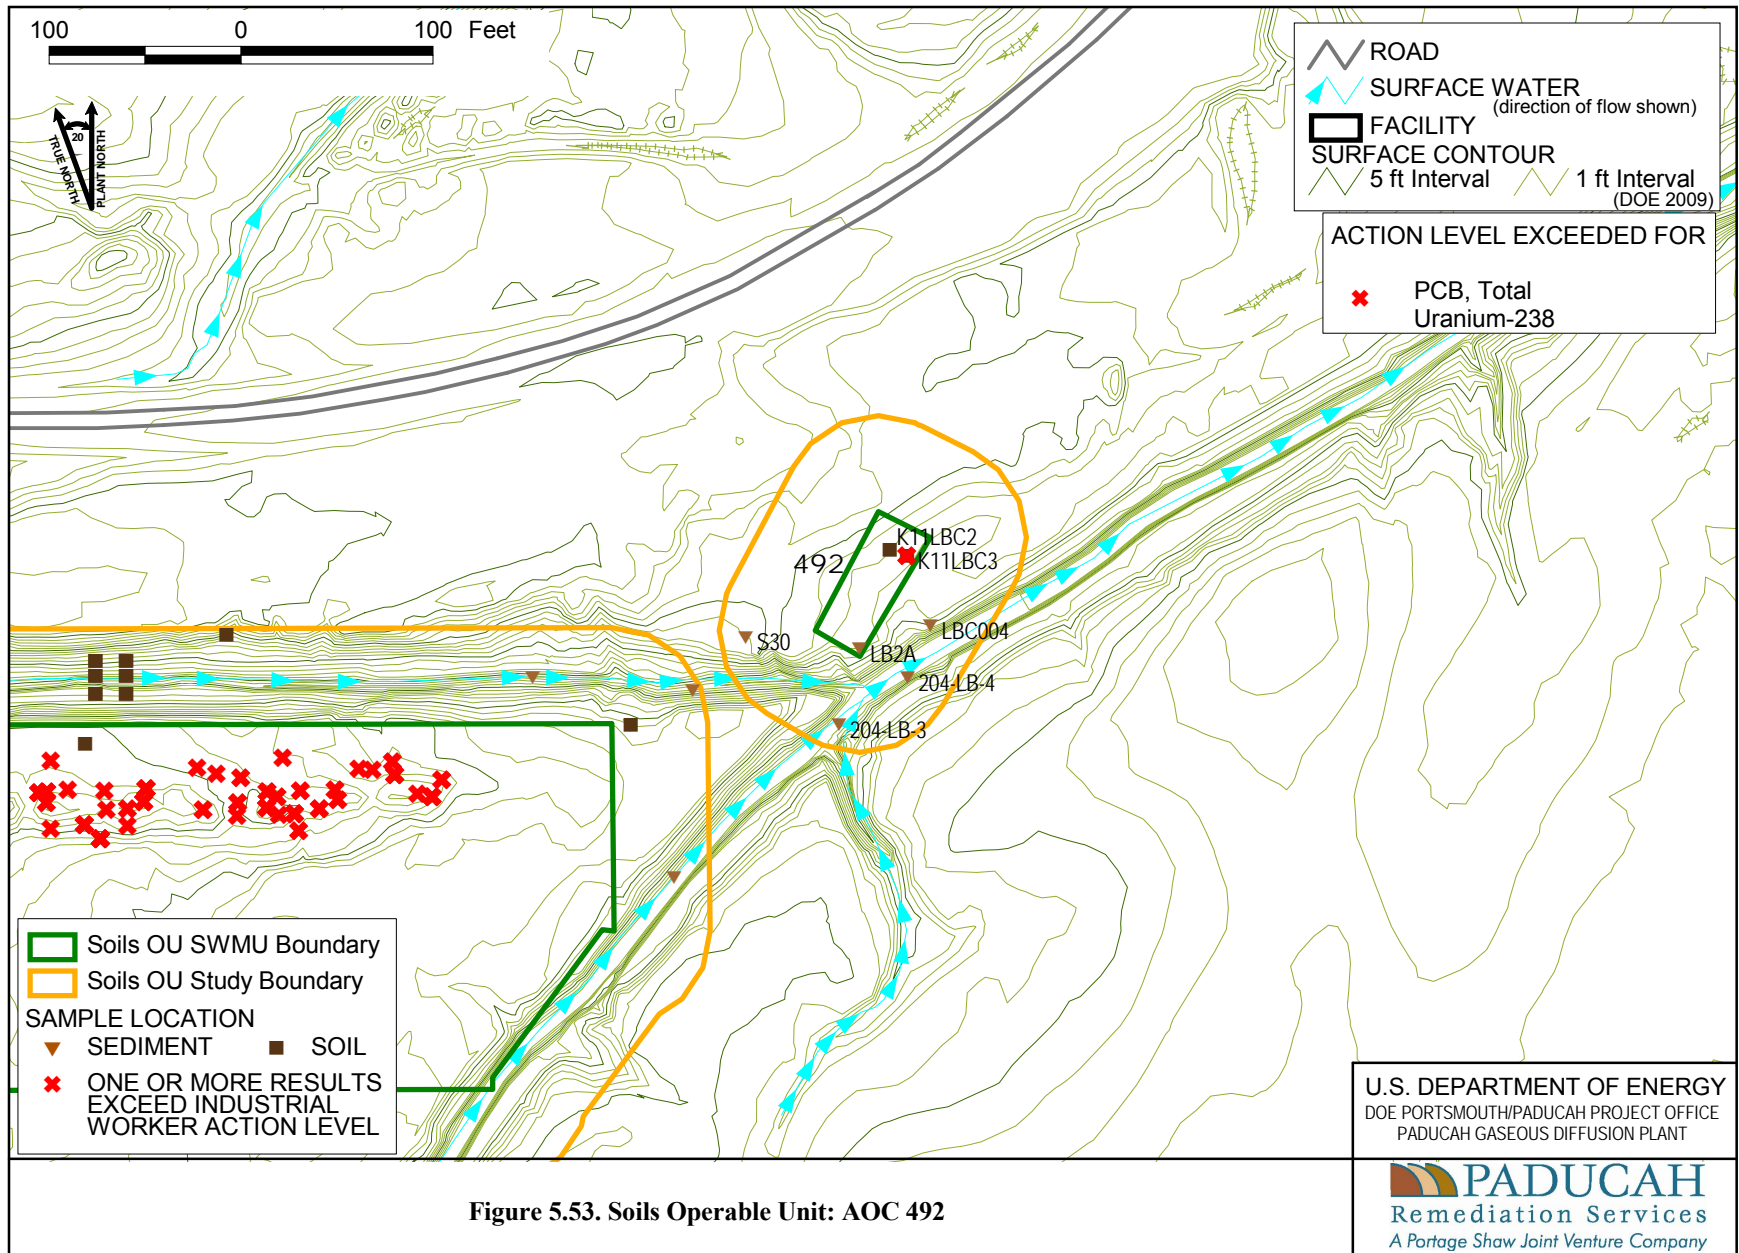 100 0 100 Feet
20
TRUE NORTH
PLANT NORTH
ROAD
SURFACE WATER
(direction of flow shown)
FACILITY
SURFACE CONTOUR
5 ft Interval 1 ft Interval
(DOE 2009)
ACTION LEVEL EXCEEDED FOR
PCB, Total
Uranium-238
K11LBC2
492
K11LBC3
S30
LBC004
LB2A
204-LB-4
204-LB-3
Soils OU SWMU Boundary
Soils OU Study Boundary
SAMPLE LOCATION
SEDIMENT SOIL
ONE OR MORE RESULTS
EXCEED INDUSTRIAL
WORKER ACTION LEVEL
U.S. DEPARTMENT OF ENERGY
DOE PORTSMOUTH/PADUCAH PROJECT OFFICE
PADUCAH GASEOUS DIFFUSION PLANT
PADUCAH
Remediation Services
A Portage Shaw Joint Venture Company
Figure 5.53. Soils Operable Unit: AOC 492